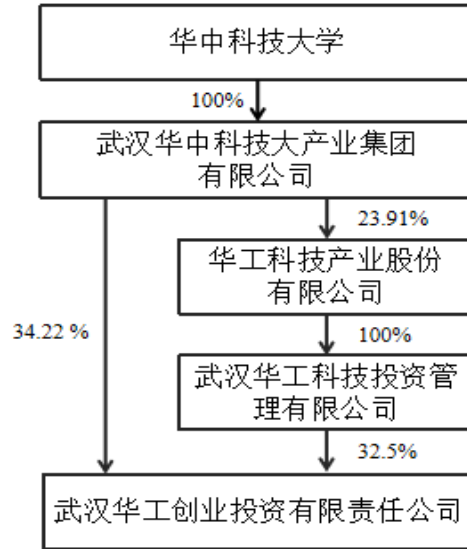 华中科技大学
100%
武汉华中科技大产业集团
有限公司
23.91%
华工科技产业股份
有限公司
34.22 %
100%
武汉华工科技投资管
理有限公司
32.5%
武汉华工创业投资有限责任公司